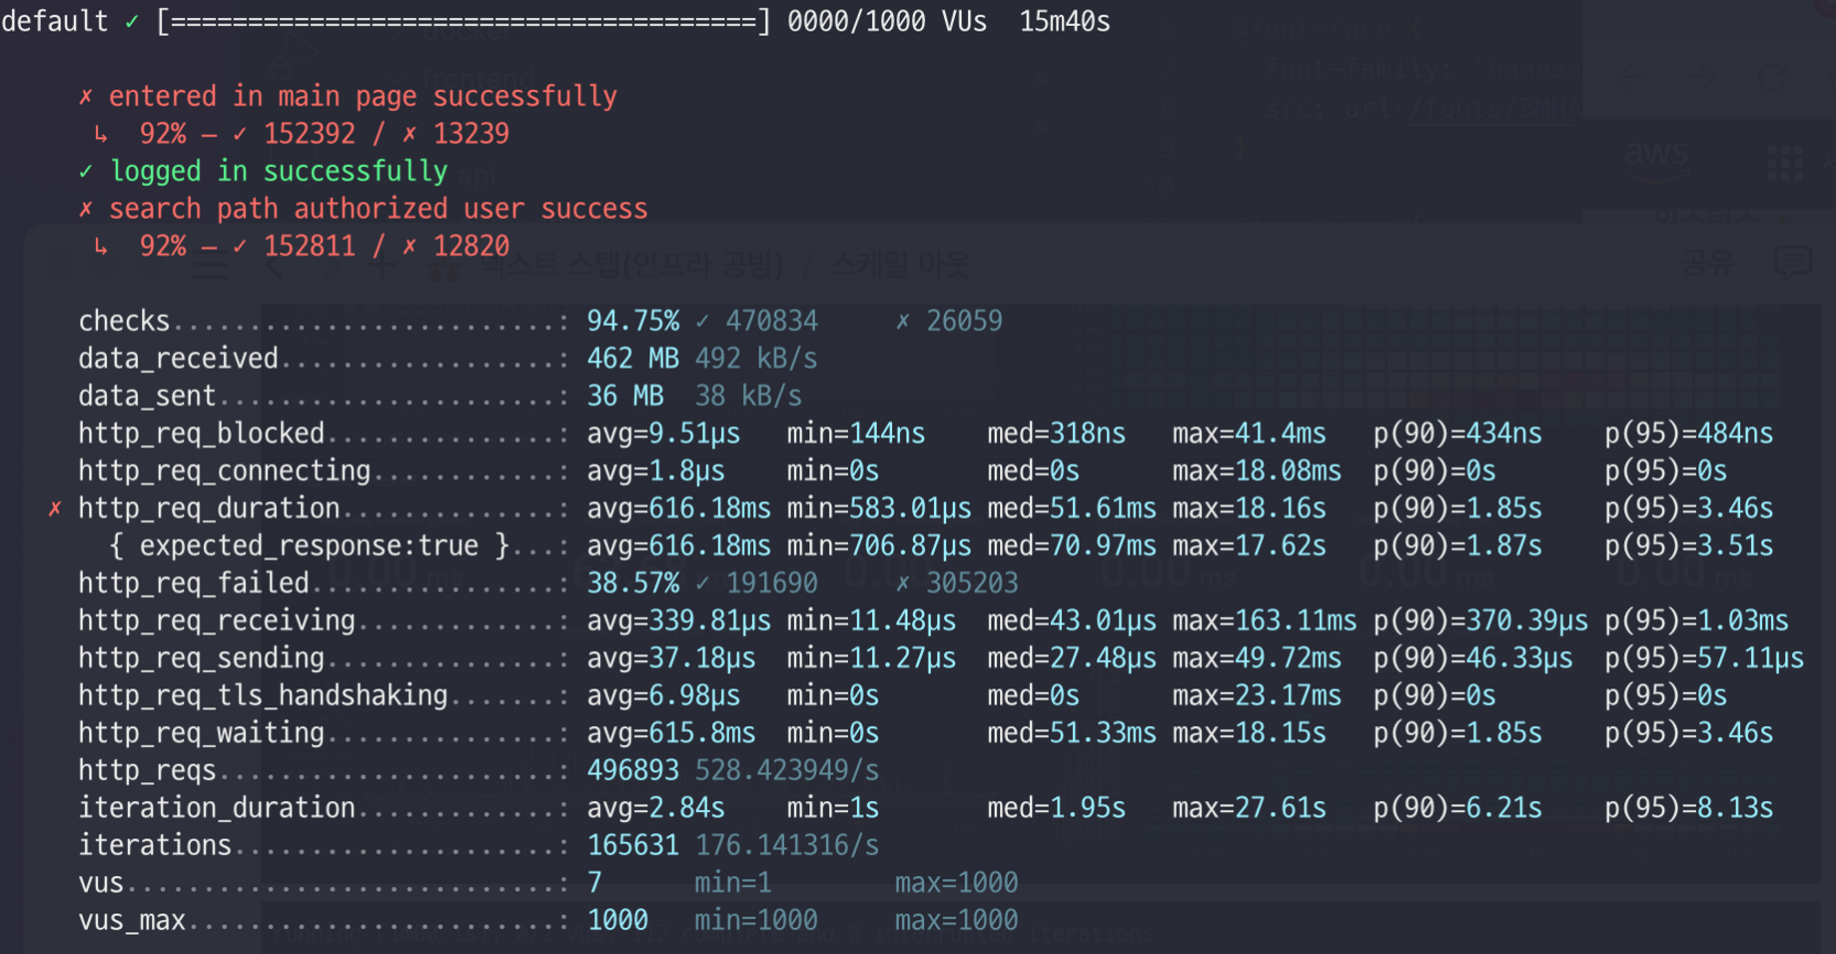 default ✓ [======================================] 0000/1000 VUs  15m40s
✗ entered in main page successfully
↳  92% — ✓ 152392 / ✗ 13239
✓ logged in successfully
✗ search path authorized user success
↳  92% — ✓ 152811 / ✗ 12820
checks.........................: 94.75% ✓ 470834     ✗ 26059
data_received..................: 462 MB 492 kB/s
data_sent......................: 36 MB  38 kB/s
http_req_blocked...............: avg=9.51µs   min=144ns    med=318ns   max=41.4ms   p(90)=434ns    p(95)=484ns
http_req_connecting............: avg=1.8µs    min=0s       med=0s      max=18.08ms  p(90)=0s       p(95)=0s
✗ http_req_duration..............: avg=616.18ms min=583.01µs med=51.61ms max=18.16s   p(90)=1.85s    p(95)=3.46s
{ expected_response:true }...: avg=616.18ms min=706.87µs med=70.97ms max=17.62s   p(90)=1.87s    p(95)=3.51s
http_req_failed................: 38.57% ✓ 191690     ✗ 305203
http_req_receiving.............: avg=339.81µs min=11.48µs  med=43.01µs max=163.11ms p(90)=370.39µs p(95)=1.03ms
http_req_sending...............: avg=37.18µs  min=11.27µs  med=27.48µs max=49.72ms  p(90)=46.33µs  p(95)=57.11µs
http_req_tls_handshaking.......: avg=6.98µs   min=0s       med=0s      max=23.17ms  p(90)=0s       p(95)=0s
http_req_waiting...............: avg=615.8ms  min=0s       med=51.33ms max=18.15s   p(90)=1.85s    p(95)=3.46s
http_reqs......................: 496893 528.423949/s
iteration_duration.............: avg=2.84s    min=1s       med=1.95s   max=27.61s   p(90)=6.21s    p(95)=8.13s
iterations.....................: 165631 176.141316/s
vus............................: 7      min=1        max=1000
vus_max........................: 1000   min=1000     max=1000